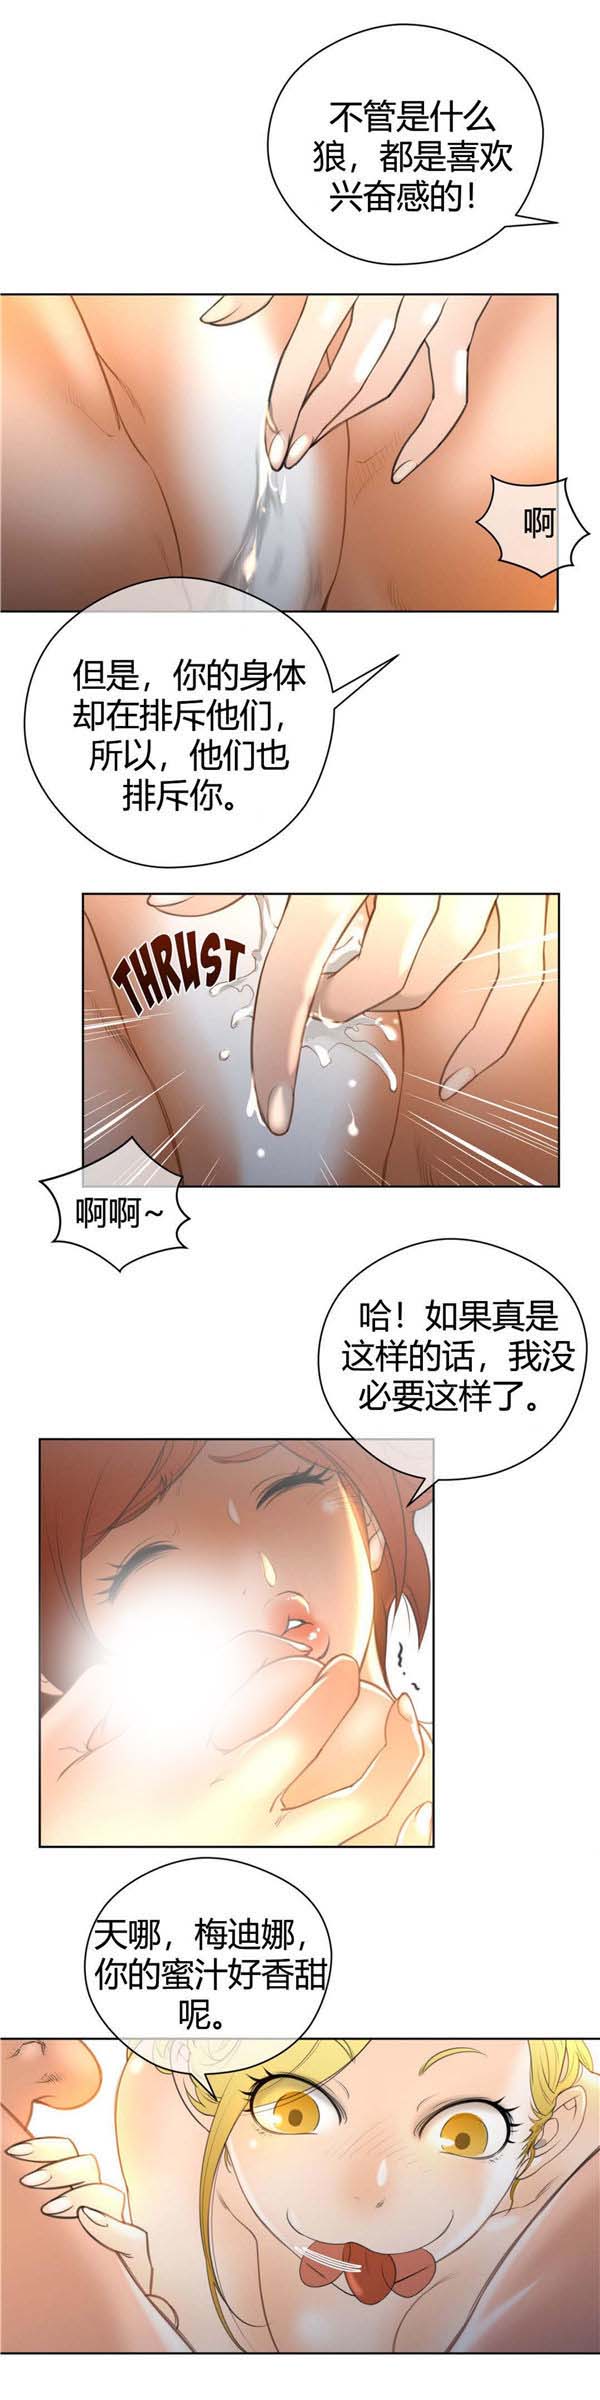 不管是什么
狼，都是喜欢
兴奋感的！
啊
但是，你的身体
却在排斥他们，
所以，他们也
排斥你。
THRUST
啊啊~
哈！如果真是
这样的话，我没
必要这样了。
天哪，梅迪娜，
你的蜜汁好香甜
呢。